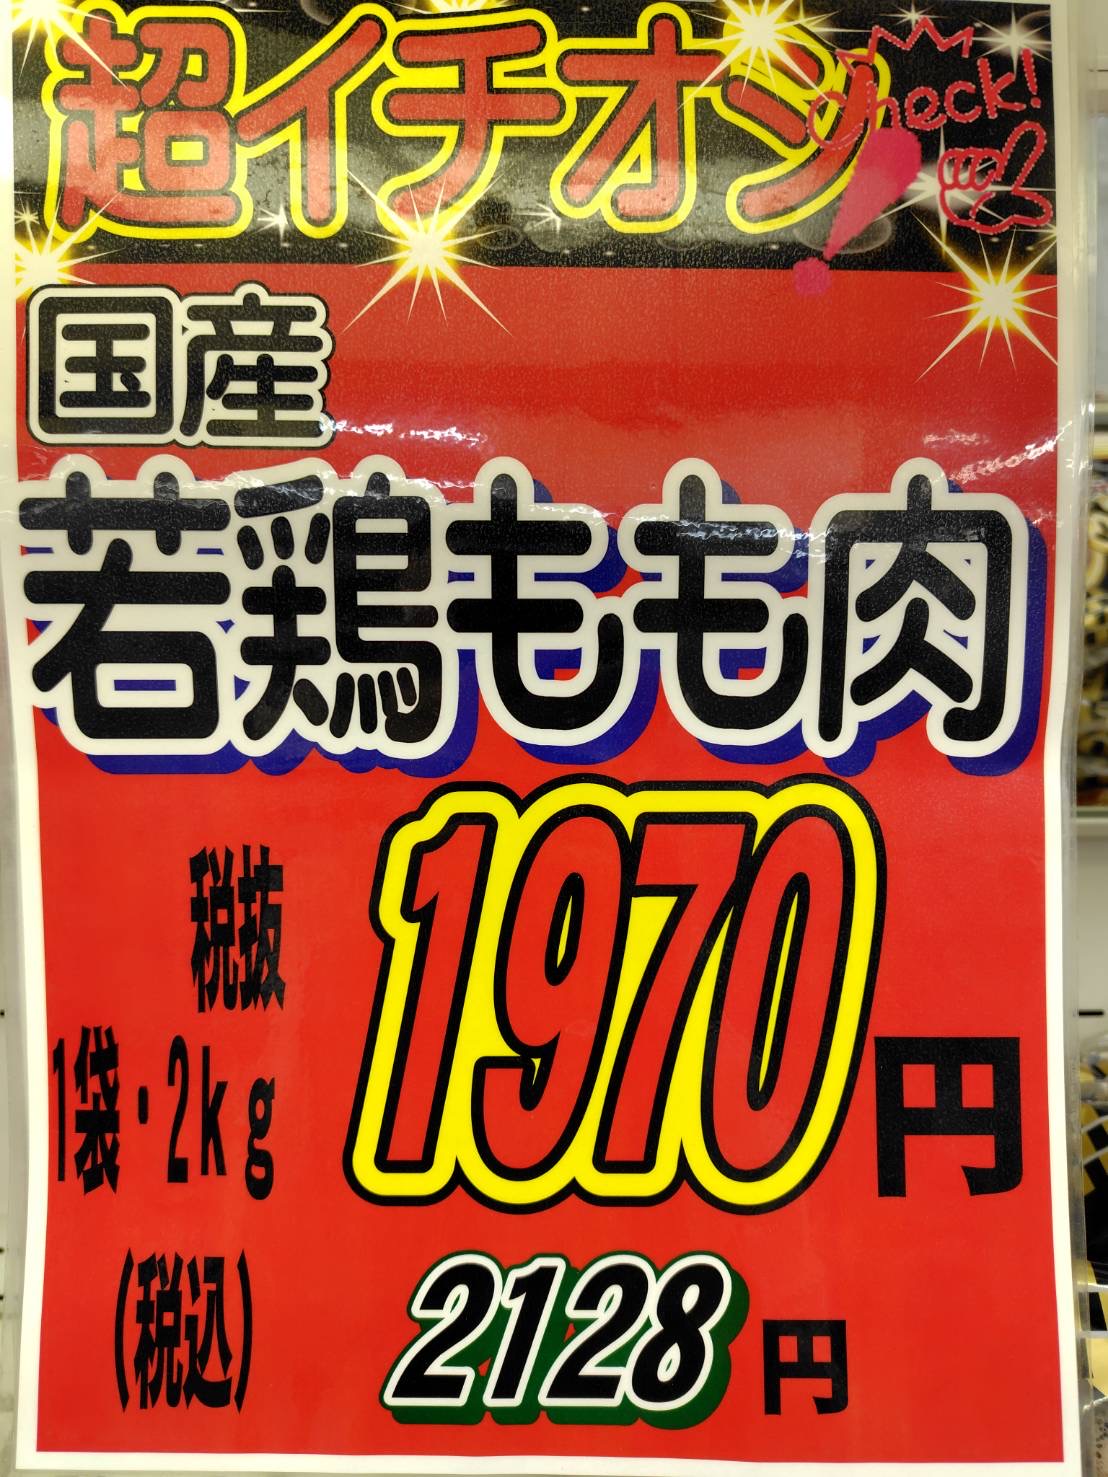 超イチオシ
Check!
国産
若鶏もも肉
税抜
1袋・2kg
1970円
(税込)
2128円